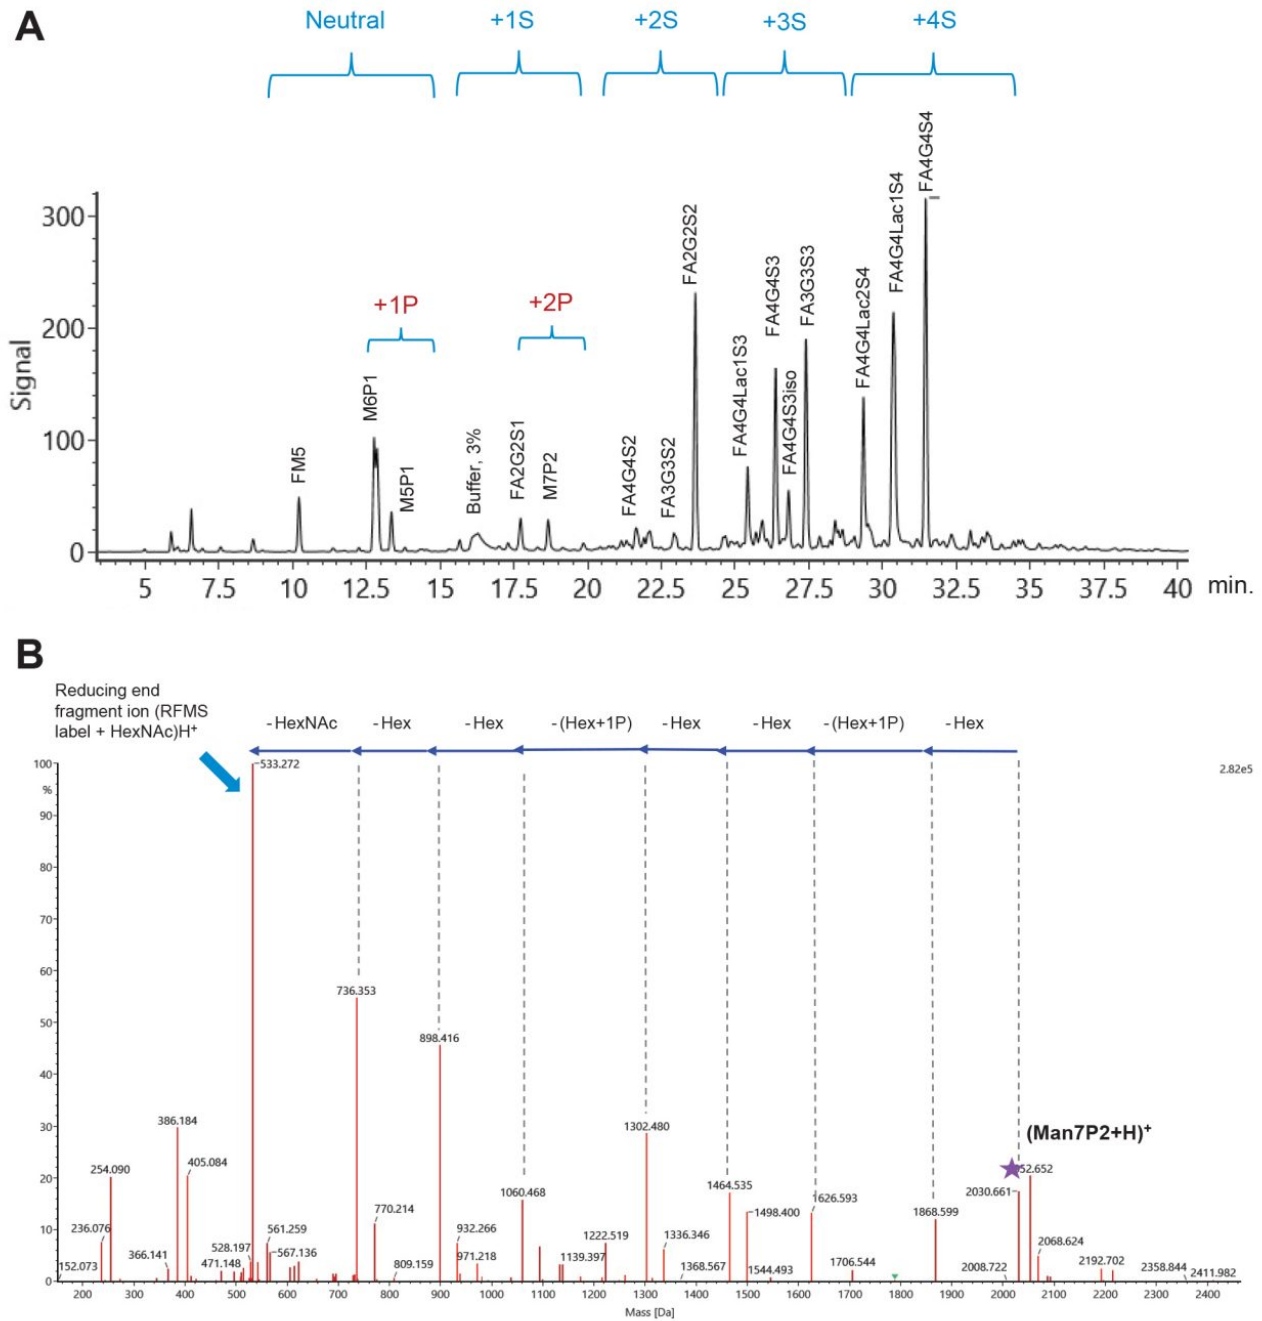 A
Neutral
+1S
+2S
+3S
+4S
Signal
300
200
100
0
+1P
+2P
FM5
M6P1
M5P1
Buffer, 3%
FA2G2S1
M7P2
FA4G4S2
FA3G3S2
FA2G2S2
FA4G4Lac1S3
FA4G4S3
FA4G4S3iso
FA3G3S3
FA4G4Lac2S4
FA4G4Lac1S4
FA4G4S4
5 7.5 10 12.5 15 17.5 20 22.5 25 27.5 30 32.5 35 37.5 40 min.
B
Reducing end
fragment ion (RFMS
label + HexNAc)H+
- HexNAc
- Hex
- Hex
- (Hex+1P)
- Hex
- Hex
- (Hex+1P)
- Hex
100
%
90
80
70
60
50
40
30
20
10
0
2.82e5
533.272
736.353
898.416
386.184
405.084
254.090
236.076
152.073
366.141
471.148
528.197
561.259
567.136
770.214
809.159
932.266
971.218
1060.468
1139.397
1222.519
1302.480
1336.346
1368.567
1464.535
1498.400
1544.493
1626.593
1706.544
1868.599
2008.722
2030.661
52.652
(Man7P2+H)+
2068.624
2192.702
2358.844
2411.982
200 300 400 500 600 700 800 900 1000 1100 1200 1300 1400 1500 1600 1700 1800 1900 2000 2100 2200 2300 2400
Mass [Da]